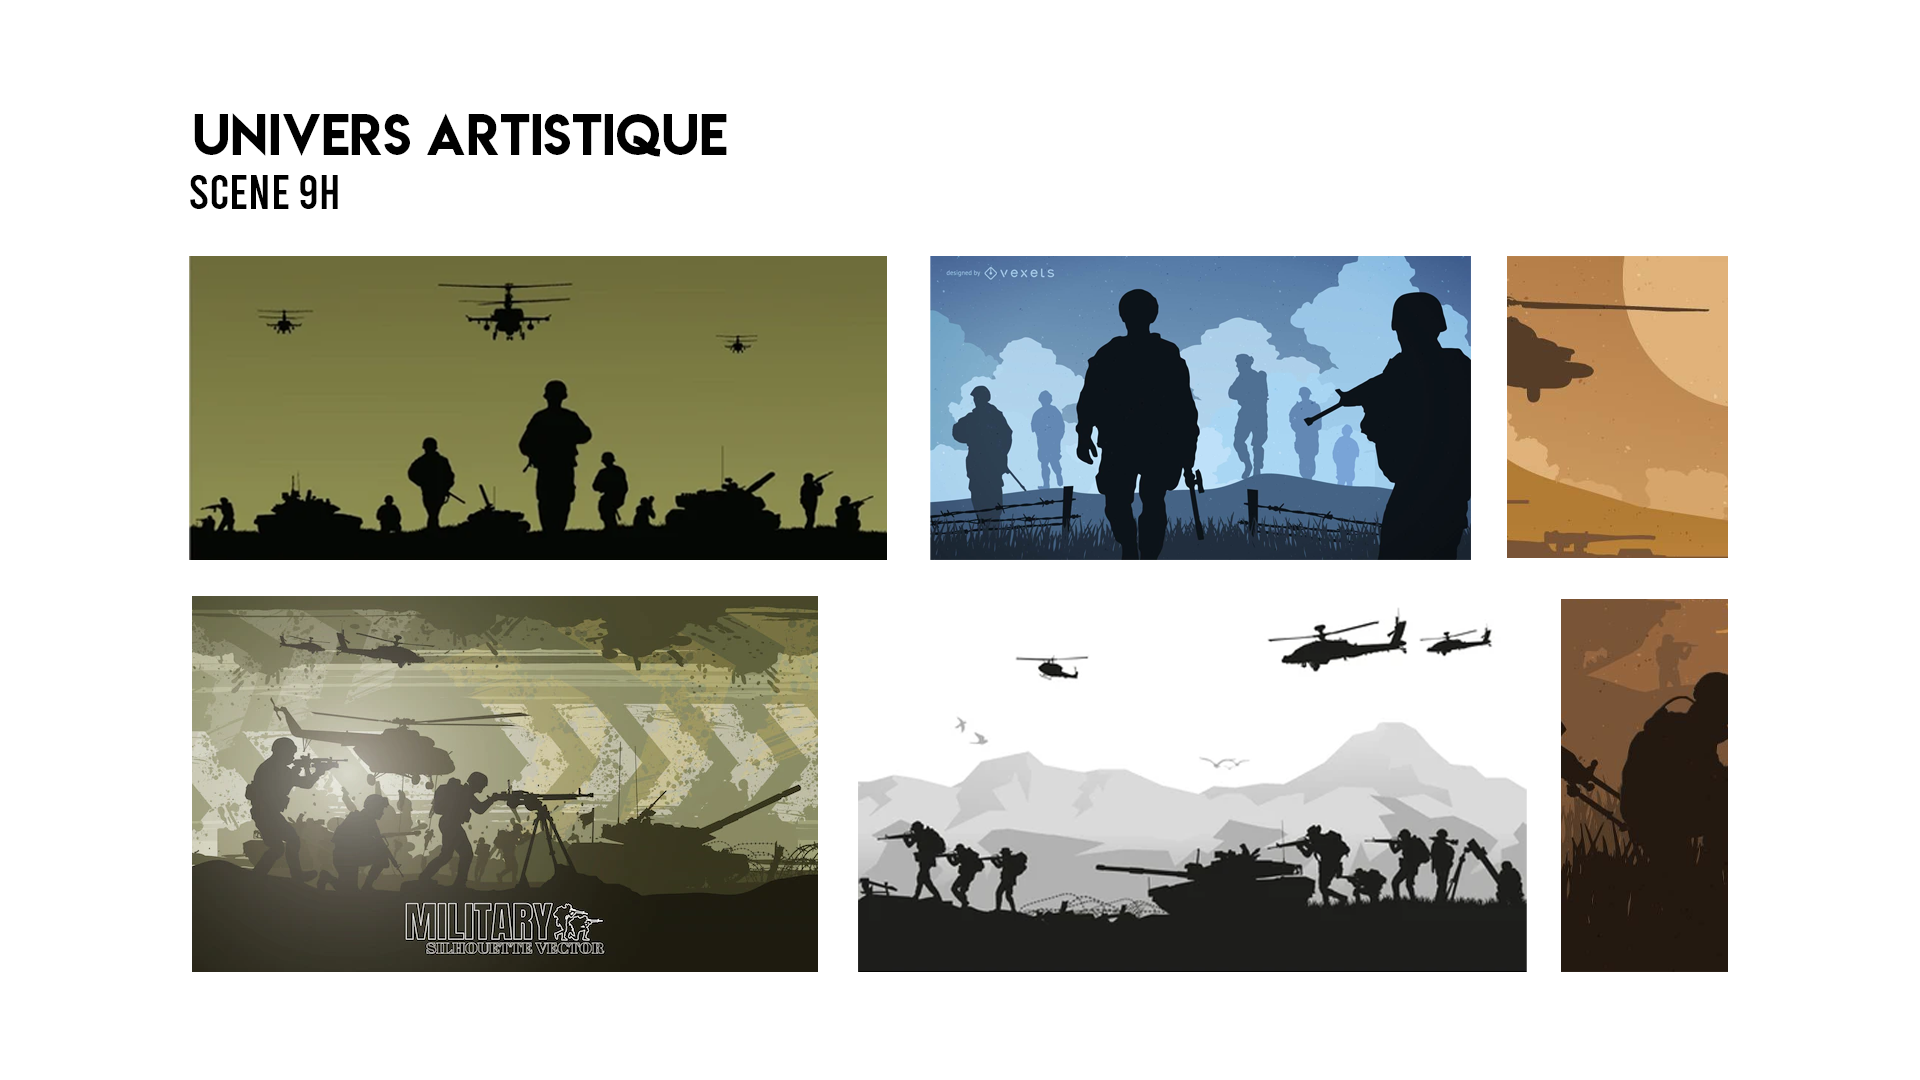 UNIVERS ARTISTIQUE
SCENE 9H
designed by vexels
MILITARY
SILHOUETTE VECTOR